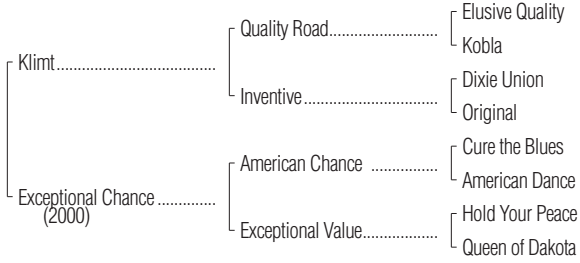 Elusive Quality
Quality Road..............................
Kobla
Klimt.....................................
Dixie Union
Inventive...............................
Original
Cure the Blues
American Chance ...............
American Dance
Exceptional Chance .............
(2000)
Hold Your Peace
Exceptional Value.................
Queen of Dakota